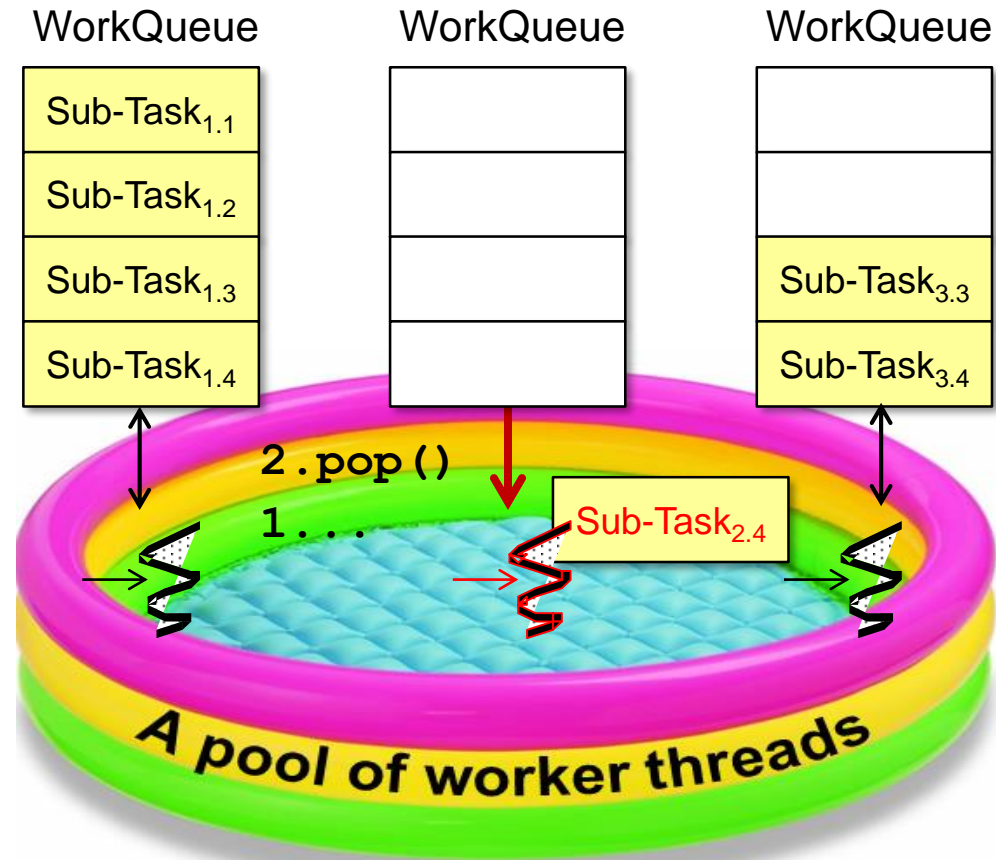 WorkQueue WorkQueue WorkQueue
Sub-Task1.1
Sub-Task1.2
Sub-Task1.3 Sub-Task3.3
Sub-Task1.4 Sub-Task3.4
2.pop()
1...
Sub-Task2.4
A pool of worker threads